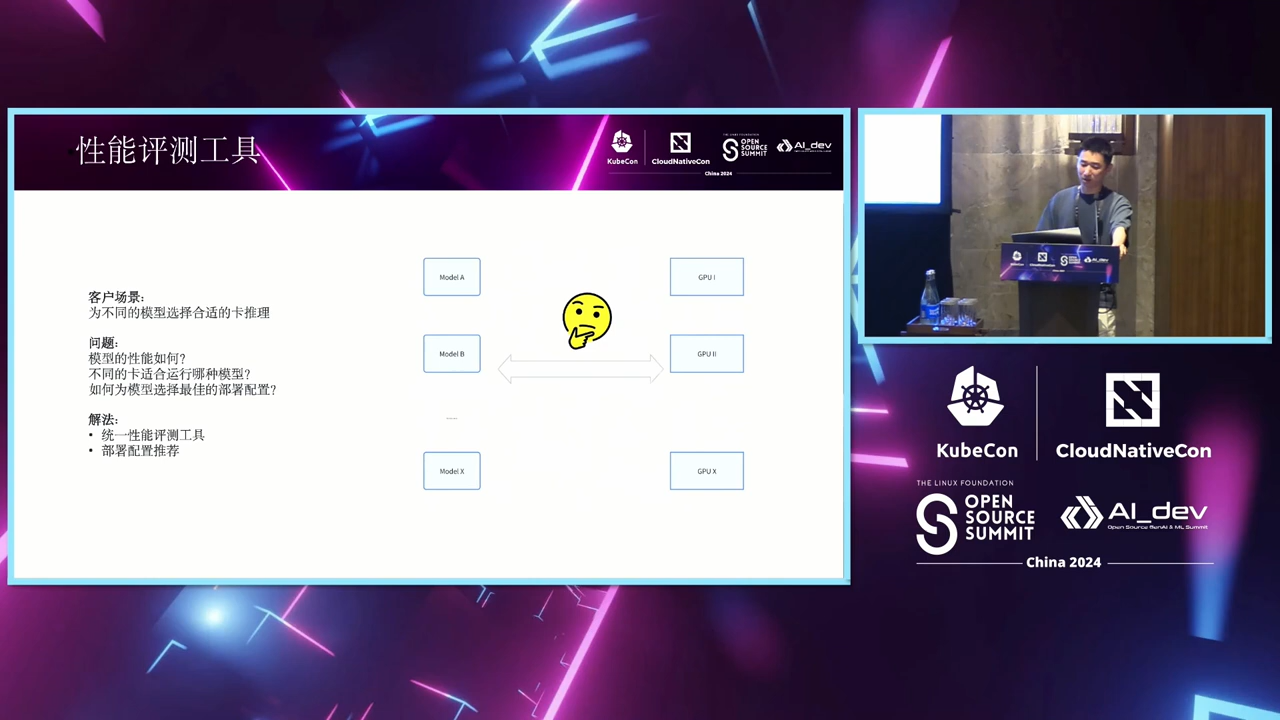 性能评测工具
KubeCon
CloudNativeCon
THE LINUX FOUNDATION
OPEN
SOURCE
SUMMIT
AI_dev
China 2024
客户场景:
为不同的模型选择合适的卡推理
问题:
模型的性能如何?
不同的卡适合运行哪种模型?
如何为模型选择最佳的部署配置?
解法:
• 统一性能评测工具
• 部署配置推荐
Model A
GPU I
Model B
GPU II
......
Model X
GPU X
KubeCon
CloudNativeCon
THE LINUX FOUNDATION
OPEN
SOURCE
SUMMIT
AI_dev
Open Source GenAI & ML Summit
China 2024